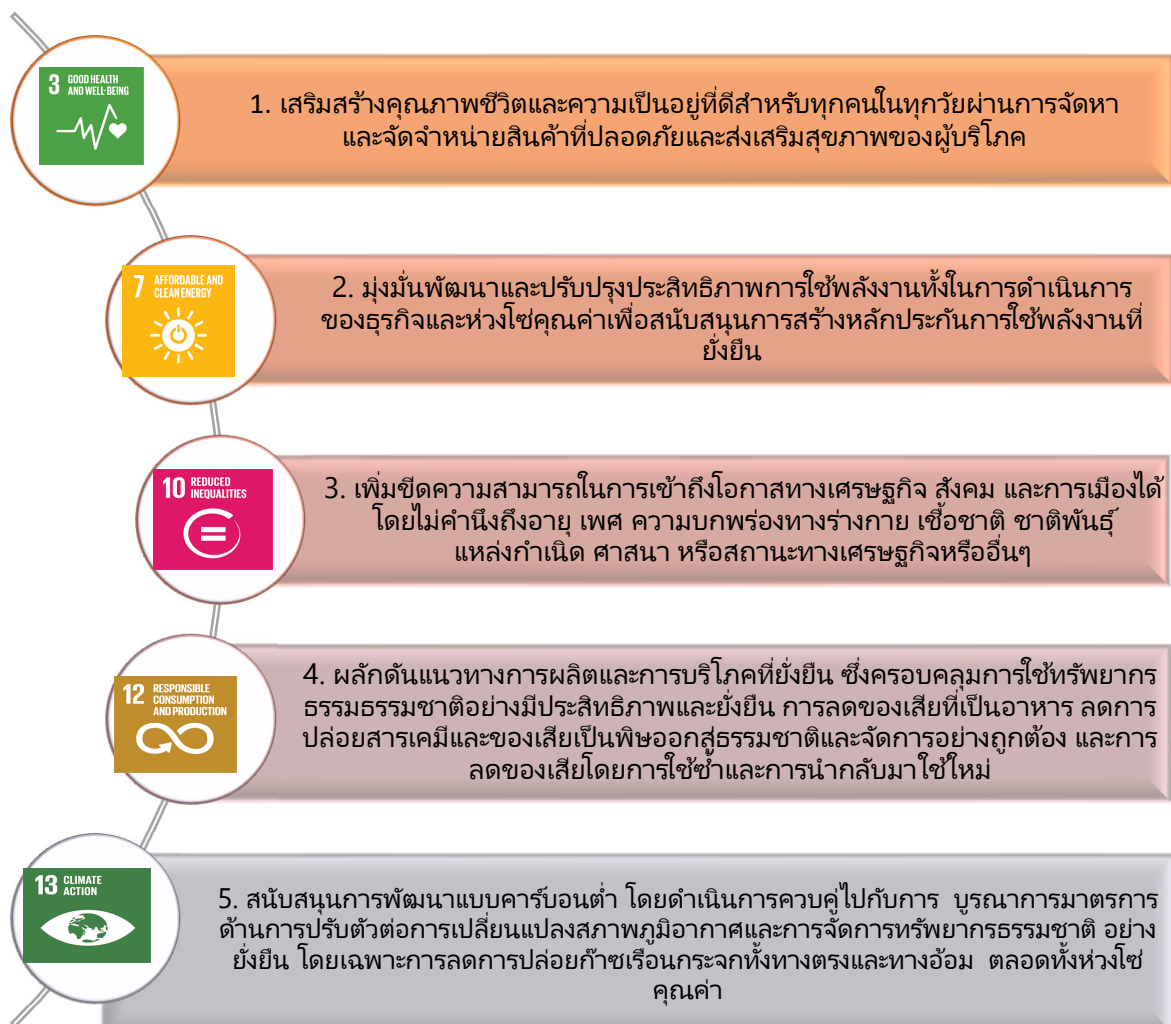 3 GOOD HEALTH
AND WELL-BEING
1. เสริมสร้างคุณภาพชีวิตและความเป็นอยู่ที่ดีสำหรับทุกคนในทุกวัยผ่านการจัดหา
และจัดจำหน่ายสินค้าที่ปลอดภัยและส่งเสริมสุขภาพของผู้บริโภค
7 AFFORDABLE AND
CLEAN ENERGY
2. มุ่งมั่นพัฒนาและปรับปรุงประสิทธิภาพการใช้พลังงานทั้งในการดำเนินการ
ของธุรกิจและห่วงโซ่คุณค่าเพื่อสนับสนุนการสร้างหลักประกันการใช้พลังงานที่
ยั่งยืน
10 REDUCED
INEQUALITIES
3. เพิ่มขีดความสามารถในการเข้าถึงโอกาสทางเศรษฐกิจ สังคม และการเมืองได้
โดยไม่คำนึงถึงอายุ เพศ ความบกพร่องทางร่างกาย เชื้อชาติ ชาติพันธุ์
แหล่งกำเนิด ศาสนา หรือสถานะทางเศรษฐกิจหรืออื่นๆ
12 RESPONSIBLE
CONSUMPTION
AND PRODUCTION
4. ผลักดันแนวทางการผลิตและการบริโภคที่ยั่งยืน ซึ่งครอบคลุมการใช้ทรัพยากร
ธรรมธรรมชาติอย่างมีประสิทธิภาพและยั่งยืน การลดของเสียที่เป็นอาหาร ลดการ
ปล่อยสารเคมีและของเสียเป็นพิษออกสู่ธรรมชาติและจัดการอย่างถูกต้อง และการ
ลดของเสียโดยการใช้ซ้ำและการนำกลับมาใช้ใหม่
13 CLIMATE
ACTION
5. สนับสนุนการพัฒนาแบบคาร์บอนต่ำ โดยดำเนินการควบคู่ไปกับการ บูรณาการมาตรการ
ด้านการปรับตัวต่อการเปลี่ยนแปลงสภาพภูมิอากาศและการจัดการทรัพยากรธรรมชาติ อย่าง
ยั่งยืน โดยเฉพาะการลดการปล่อยก๊าซเรือนกระจกทั้งทางตรงและทางอ้อม ตลอดทั้งห่วงโซ่
คุณค่า